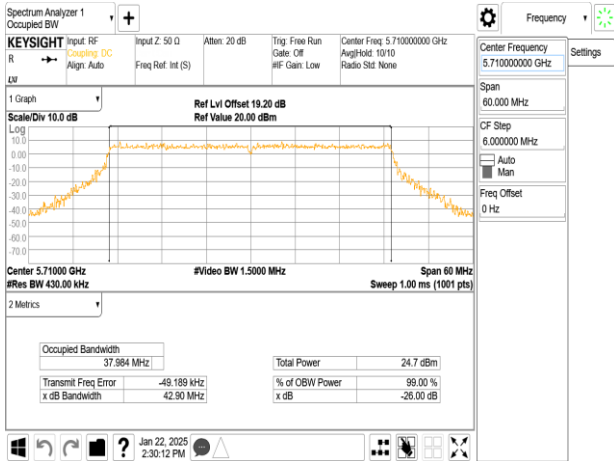 Spectrum Analyzer 1
Occupied BW
Frequency
KEYSIGHT
R
Input: RF
Coupling: DC
Align: Auto
Input Z: 50 Ω
Freq Ref: Int (S)
Atten: 20 dB
Trig: Free Run
Gate: Off
#IF Gain: Low
Center Freq: 5.710000000 GHz
Avg|Hold: 10/10
Radio Std: None
Center Frequency
5.710000000 GHz
Settings
Span
60.000 MHz
CF Step
6.000000 MHz
Auto
Man
Freq Offset
0 Hz
1 Graph
Scale/Div 10.0 dB
Ref Lvl Offset 19.20 dB
Ref Value 20.00 dBm
Log
10.0
0.00
-10.0
-20.0
-30.0
-40.0
-50.0
-60.0
-70.0
Center 5.71000 GHz
#Video BW 1.5000 MHz
Span 60 MHz
#Res BW 430.00 kHz
Sweep 1.00 ms (1001 pts)
2 Metrics
Occupied Bandwidth
37.984 MHz
Total Power 24.7 dBm
Transmit Freq Error -49.189 kHz
% of OBW Power 99.00 %
x dB Bandwidth 42.90 MHz
x dB -26.00 dB
?
Jan 22, 2025
2:30:12 PM